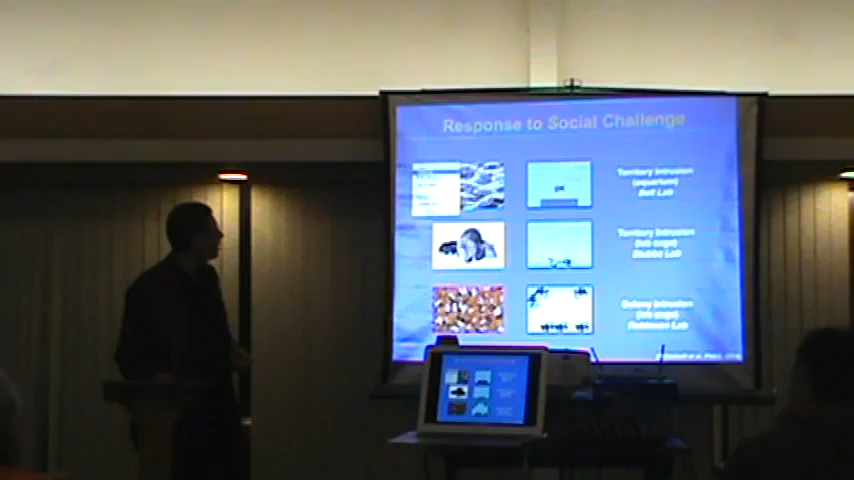 Response to Social Challenge
Territory Intrusion
(aquarium)
Bell Lab
Territory Intrusion
(lab cage)
Stubbs Lab
Colony Intrusion
(lab cage)
Robinson Lab